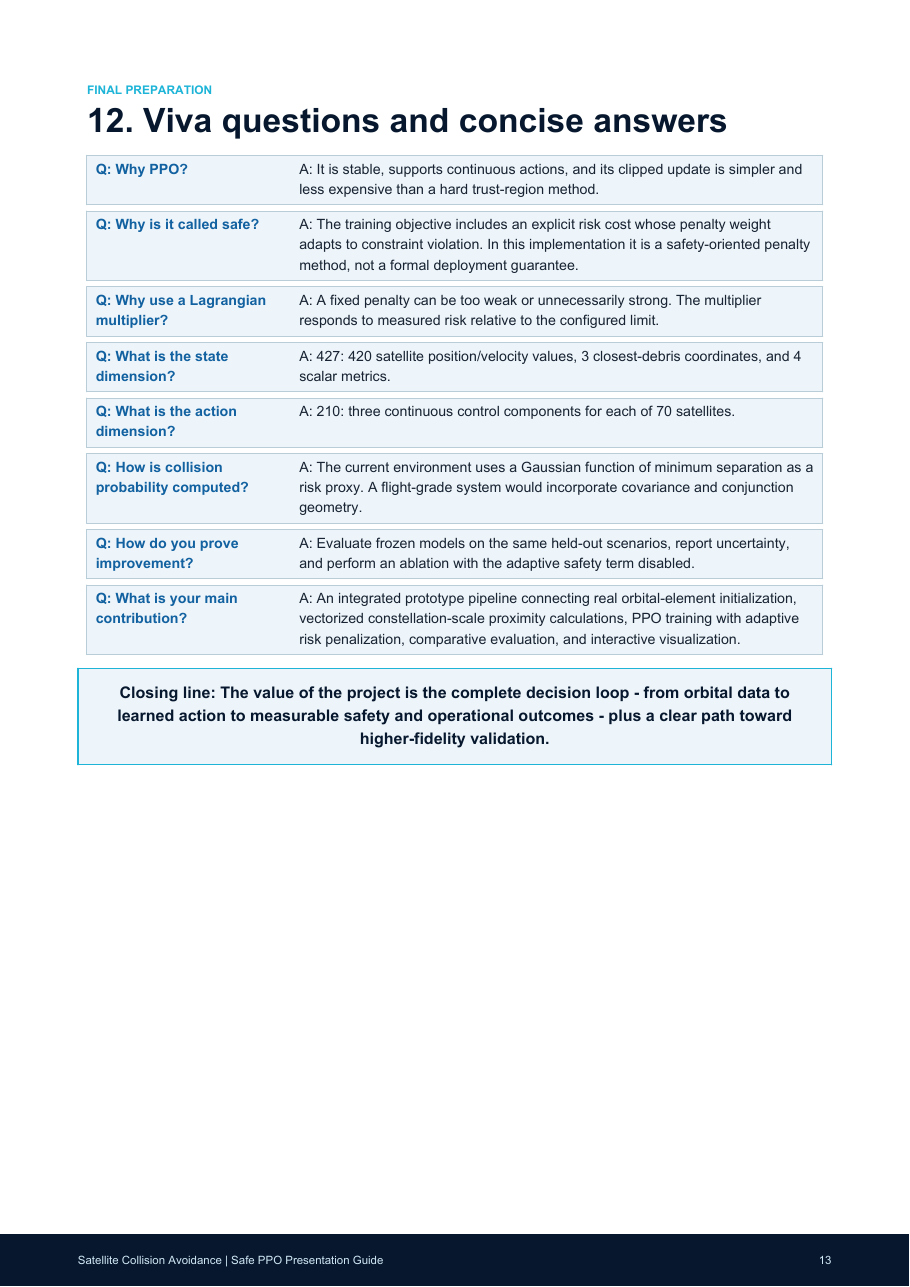 FINAL PREPARATION
12. Viva questions and concise answers
Q: Why PPO?
A: It is stable, supports continuous actions, and its clipped update is simpler and
less expensive than a hard trust-region method.
Q: Why is it called safe?
A: The training objective includes an explicit risk cost whose penalty weight
adapts to constraint violation. In this implementation it is a safety-oriented penalty
method, not a formal deployment guarantee.
Q: Why use a Lagrangian
multiplier?
A: A fixed penalty can be too weak or unnecessarily strong. The multiplier
responds to measured risk relative to the configured limit.
Q: What is the state
dimension?
A: 427: 420 satellite position/velocity values, 3 closest-debris coordinates, and 4
scalar metrics.
Q: What is the action
dimension?
A: 210: three continuous control components for each of 70 satellites.
Q: How is collision
probability computed?
A: The current environment uses a Gaussian function of minimum separation as a
risk proxy. A flight-grade system would incorporate covariance and conjunction
geometry.
Q: How do you prove
improvement?
A: Evaluate frozen models on the same held-out scenarios, report uncertainty,
and perform an ablation with the adaptive safety term disabled.
Q: What is your main
contribution?
A: An integrated prototype pipeline connecting real orbital-element initialization,
vectorized constellation-scale proximity calculations, PPO training with adaptive
risk penalization, comparative evaluation, and interactive visualization.
Closing line: The value of the project is the complete decision loop - from orbital data to
learned action to measurable safety and operational outcomes - plus a clear path toward
higher-fidelity validation.
Satellite Collision Avoidance | Safe PPO Presentation Guide
13